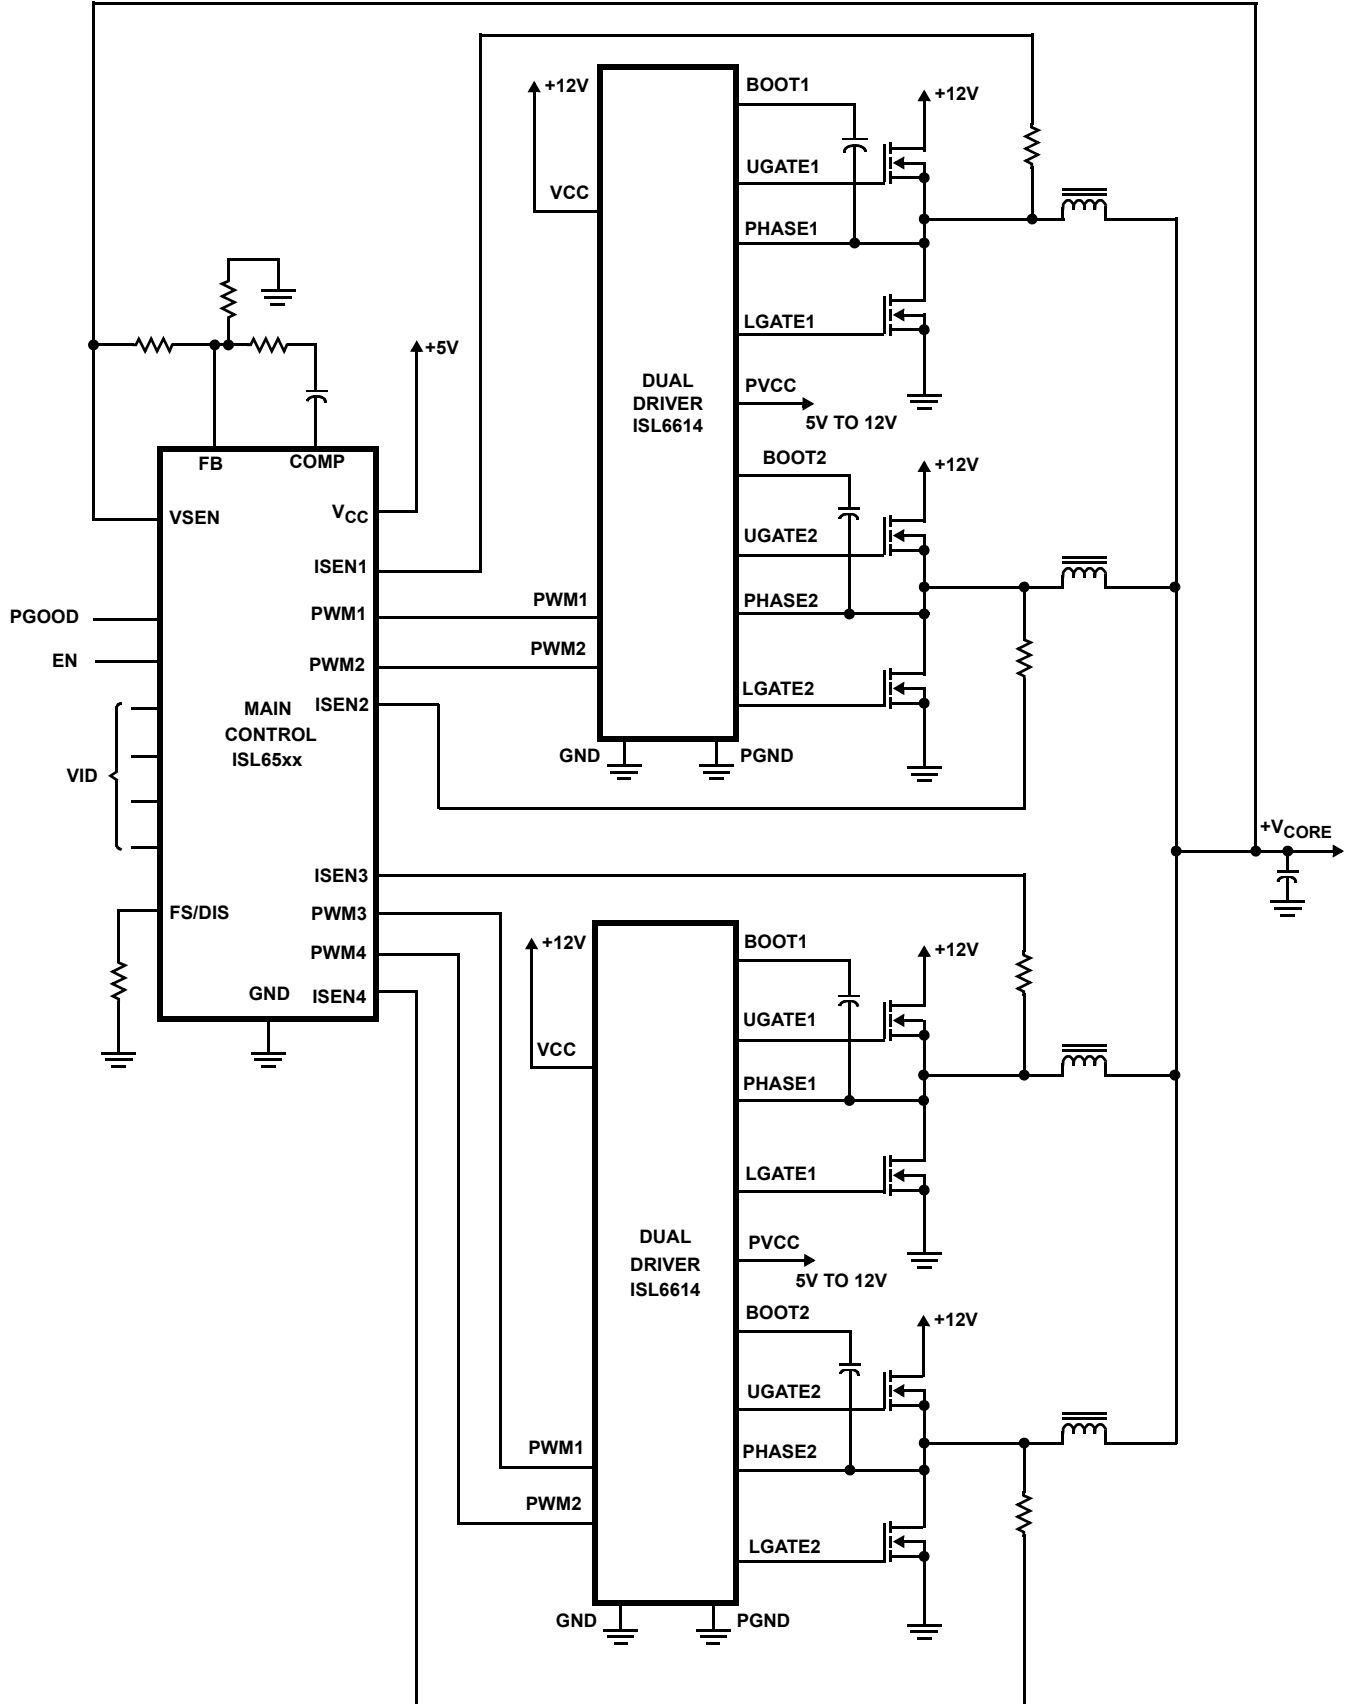 +12V
BOOT1
+12V
UGATE1
VCC
PHASE1
LGATE1
+5V
DUAL
DRIVER
ISL6614
PVCC
5V TO 12V
FB
COMP
BOOT2
+12V
VSEN
VCC
UGATE2
ISEN1
PWM1
PWM1
PHASE2
PGOOD
EN
PWM2
PWM2
ISEN2
LGATE2
MAIN
CONTROL
ISL65xx
GND
PGND
VID
+VCORE
ISEN3
FS/DIS
PWM3
+12V
BOOT1
+12V
PWM4
GND
ISEN4
UGATE1
VCC
PHASE1
LGATE1
DUAL
DRIVER
ISL6614
PVCC
5V TO 12V
BOOT2
+12V
UGATE2
PWM1
PHASE2
PWM2
LGATE2
GND
PGND